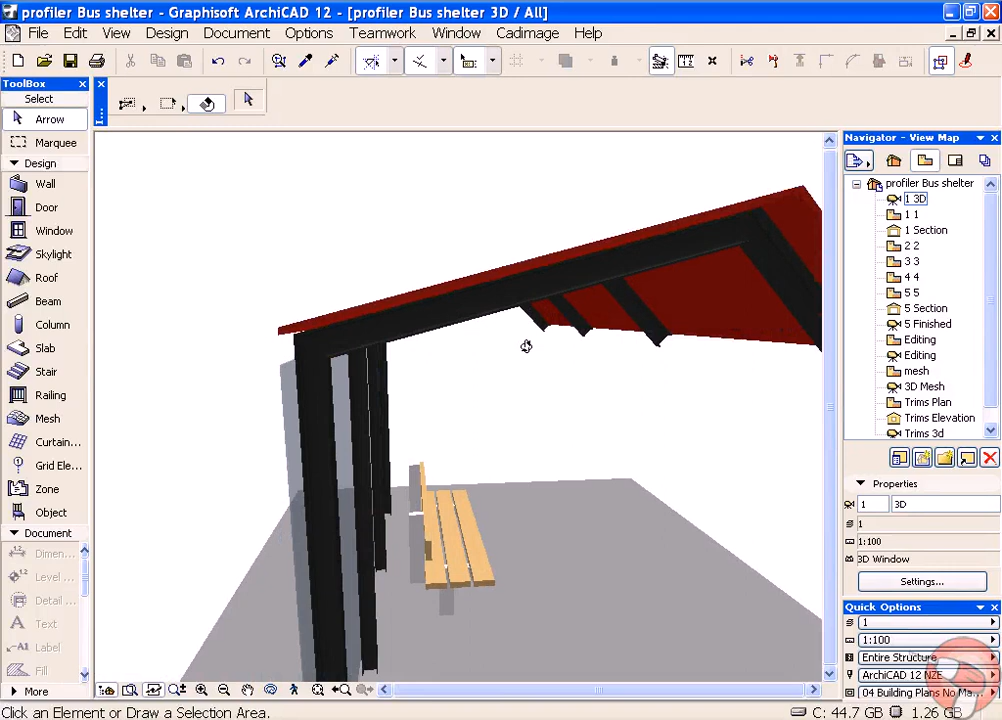 profiler Bus shelter - Graphisoft ArchiCAD 12 - [profiler Bus shelter 3D / All]
File Edit View Design Document Options Teamwork Window Cadimage Help
ToolBox
Select
Arrow
Marquee
Design
Wall
Door
Window
Skylight
Roof
Beam
Column
Slab
Stair
Railing
Mesh
Curtain...
Grid Ele...
Zone
Object
Document
Dimen...
Level ...
Detail ...
Text
Label
Fill
More
Navigator - View Map
profiler Bus shelter
1 3D
1 1
1 Section
2 2
3 3
4 4
5 5
5 Section
5 Finished
Editing
Editing
mesh
3D Mesh
Trims Plan
Trims Elevation
Trims 3d
Properties
1 3D
1
1:100
3D Window
Settings...
Quick Options
1
1:100
Entire Structure
ArchiCAD 12 NZE
04 Building Plans No Ma...
Click an Element or Draw a Selection Area.
C: 44.7 GB 1.26 GB